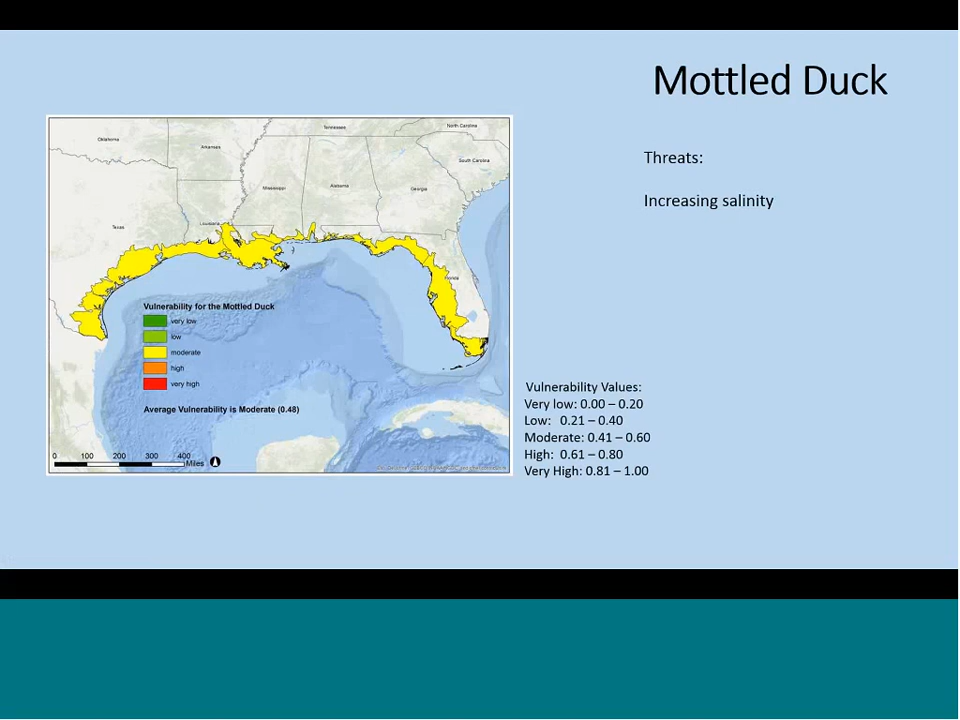 Mottled Duck
Threats:
Increasing salinity
Tennessee
North Carolina
Oklahoma
Arkansas
South Carolina
Mississippi
Alabama
Georgia
Texas
Louisiana
Florida
Vulnerability for the Mottled Duck
very low
low
moderate
high
very high
Average Vulnerability is Moderate (0.48)
0 100 200 300 400
Miles
Vulnerability Values:
Very low: 0.00 – 0.20
Low: 0.21 – 0.40
Moderate: 0.41 – 0.60
High: 0.61 – 0.80
Very High: 0.81 – 1.00